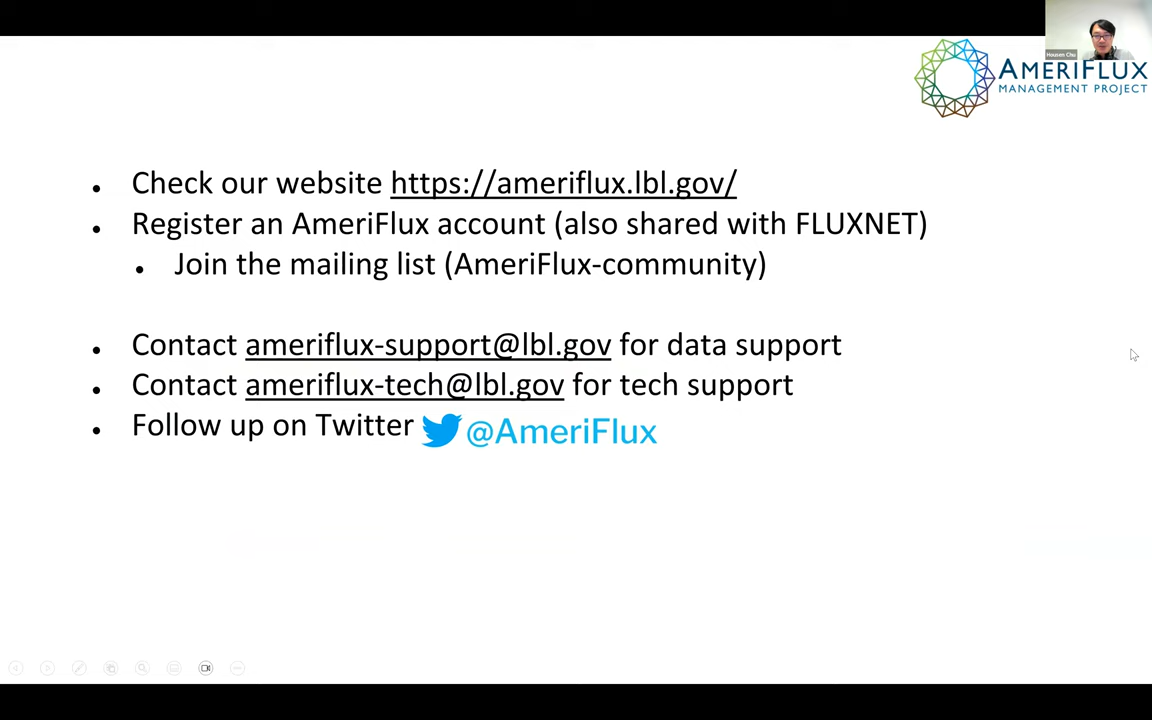 Housen Chu
AMERIFLUX
MANAGEMENT PROJECT
Check our website https://ameriflux.lbl.gov/
Register an AmeriFlux account (also shared with FLUXNET)
Join the mailing list (AmeriFlux-community)
Contact ameriflux-support@lbl.gov for data support
Contact ameriflux-tech@lbl.gov for tech support
Follow up on Twitter @AmeriFlux